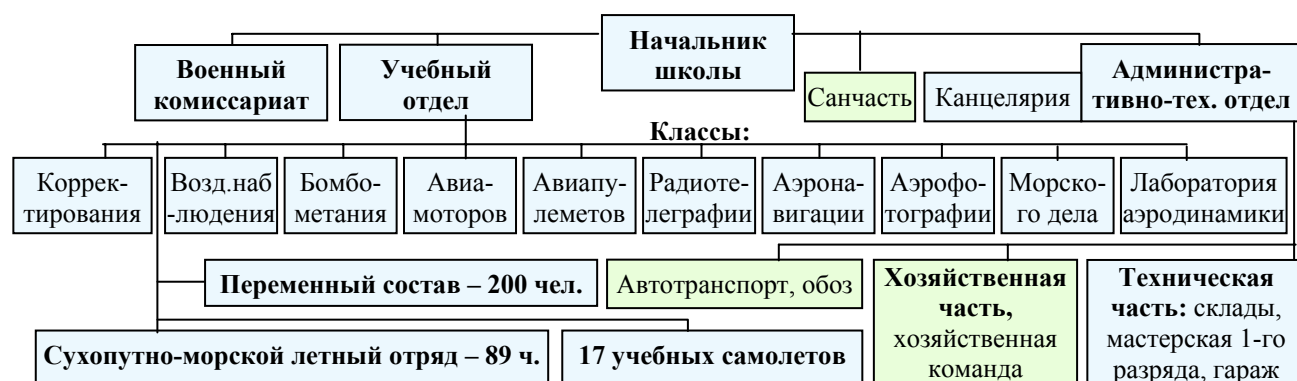 Начальник
школы
Военный
комиссариат
Учебный
отдел
Санчасть
Канцелярия
Администра-
тивно-тех. отдел
Классы:
Коррек-
тирования
Возд.наб
-людения
Бомбо-
метания
Авиа-
моторов
Авиапу-
леметов
Радиоте-
леграфии
Аэрона-
вигации
Аэрофо-
тографии
Морско-
го дела
Лаборатория
аэродинамики
Переменный состав – 200 чел.
Автотранспорт, обоз
Хозяйственная
часть,
хозяйственная
команда
Техническая
часть: склады,
мастерская 1-го
разряда, гараж
Сухопутно-морской летный отряд – 89 ч.
17 учебных самолетов